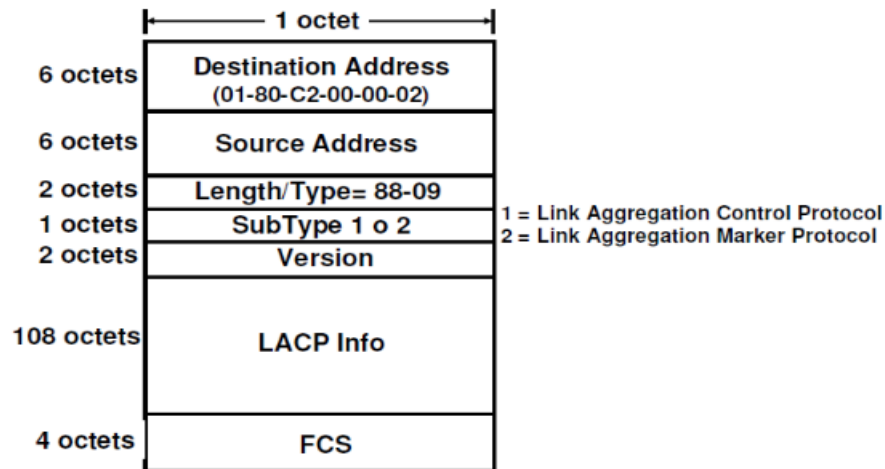 1 octet
6 octets
Destination Address
(01-80-C2-00-00-02)
6 octets
Source Address
2 octets
Length/Type= 88-09
1 octets
SubType 1 o 2
1 = Link Aggregation Control Protocol
2 = Link Aggregation Marker Protocol
2 octets
Version
108 octets
LACP Info
4 octets
FCS